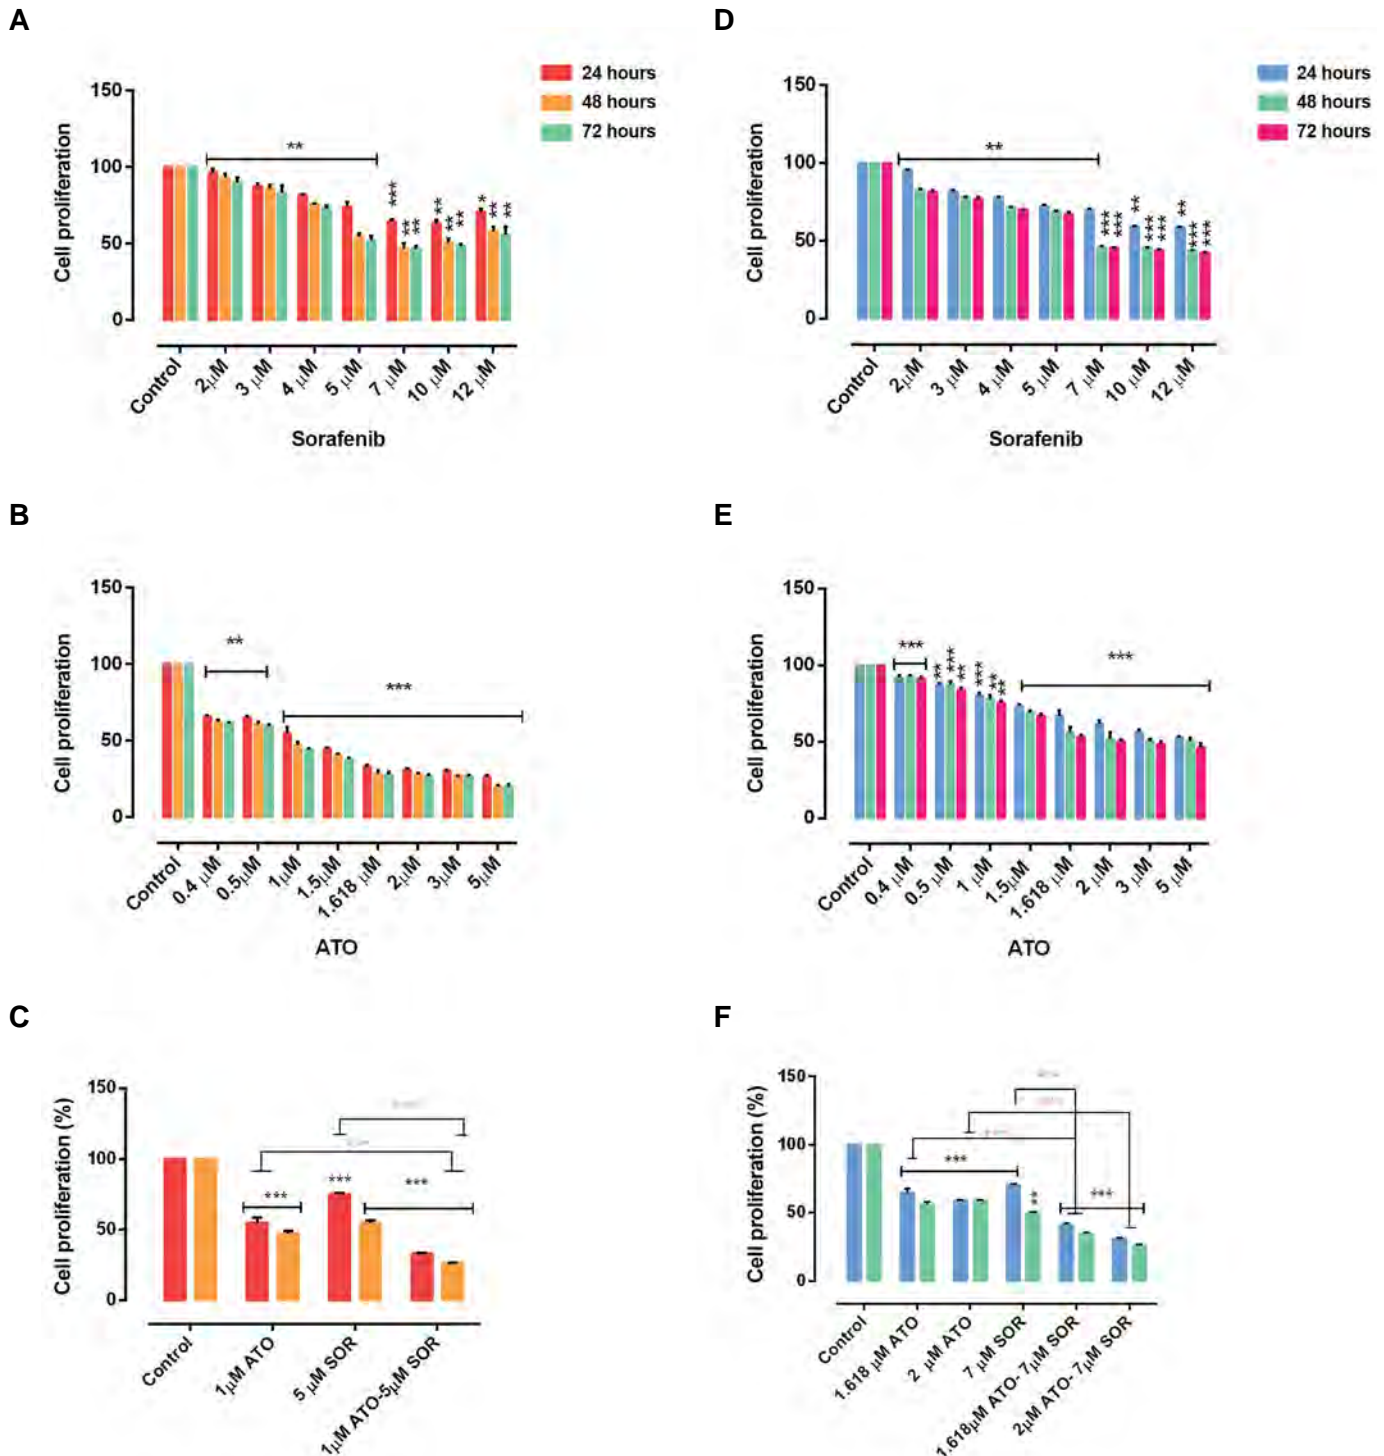 A
24 hours
48 hours
72 hours
Cell proliferation
150
100
50
0
**
***
**
**
**
**
**
*
**
**
Control
2μM
3 μM
4 μM
5 μM
7 μM
10 μM
12 μM
Sorafenib
D
24 hours
48 hours
72 hours
Cell proliferation
150
100
50
0
**
***
***
**
***
***
**
***
***
Control
2μM
3 μM
4 μM
5 μM
7 μM
10 μM
12 μM
Sorafenib
B
Cell proliferation
150
100
50
0
**
***
Control
0.4 μM
0.5μM
1μM
1.5μM
1.618 μM
2μM
3μM
5μM
ATO
E
Cell proliferation
150
100
50
0
***
**
***
**
***
**
**
***
Control
0.4 μM
0.5 μM
1 μM
1.5μM
1.618 μM
2 μM
3 μM
5 μM
ATO
C
Cell proliferation (%)
150
100
50
0
***
***
***
Control
1μM ATO
5 μM SOR
1μM ATO-5μM SOR
F
Cell proliferation (%)
150
100
50
0
***
**
***
Control
1.618 μM ATO
2 μM ATO
7 μM SOR
1.618μM ATO- 7μM SOR
2μM ATO- 7μM SOR